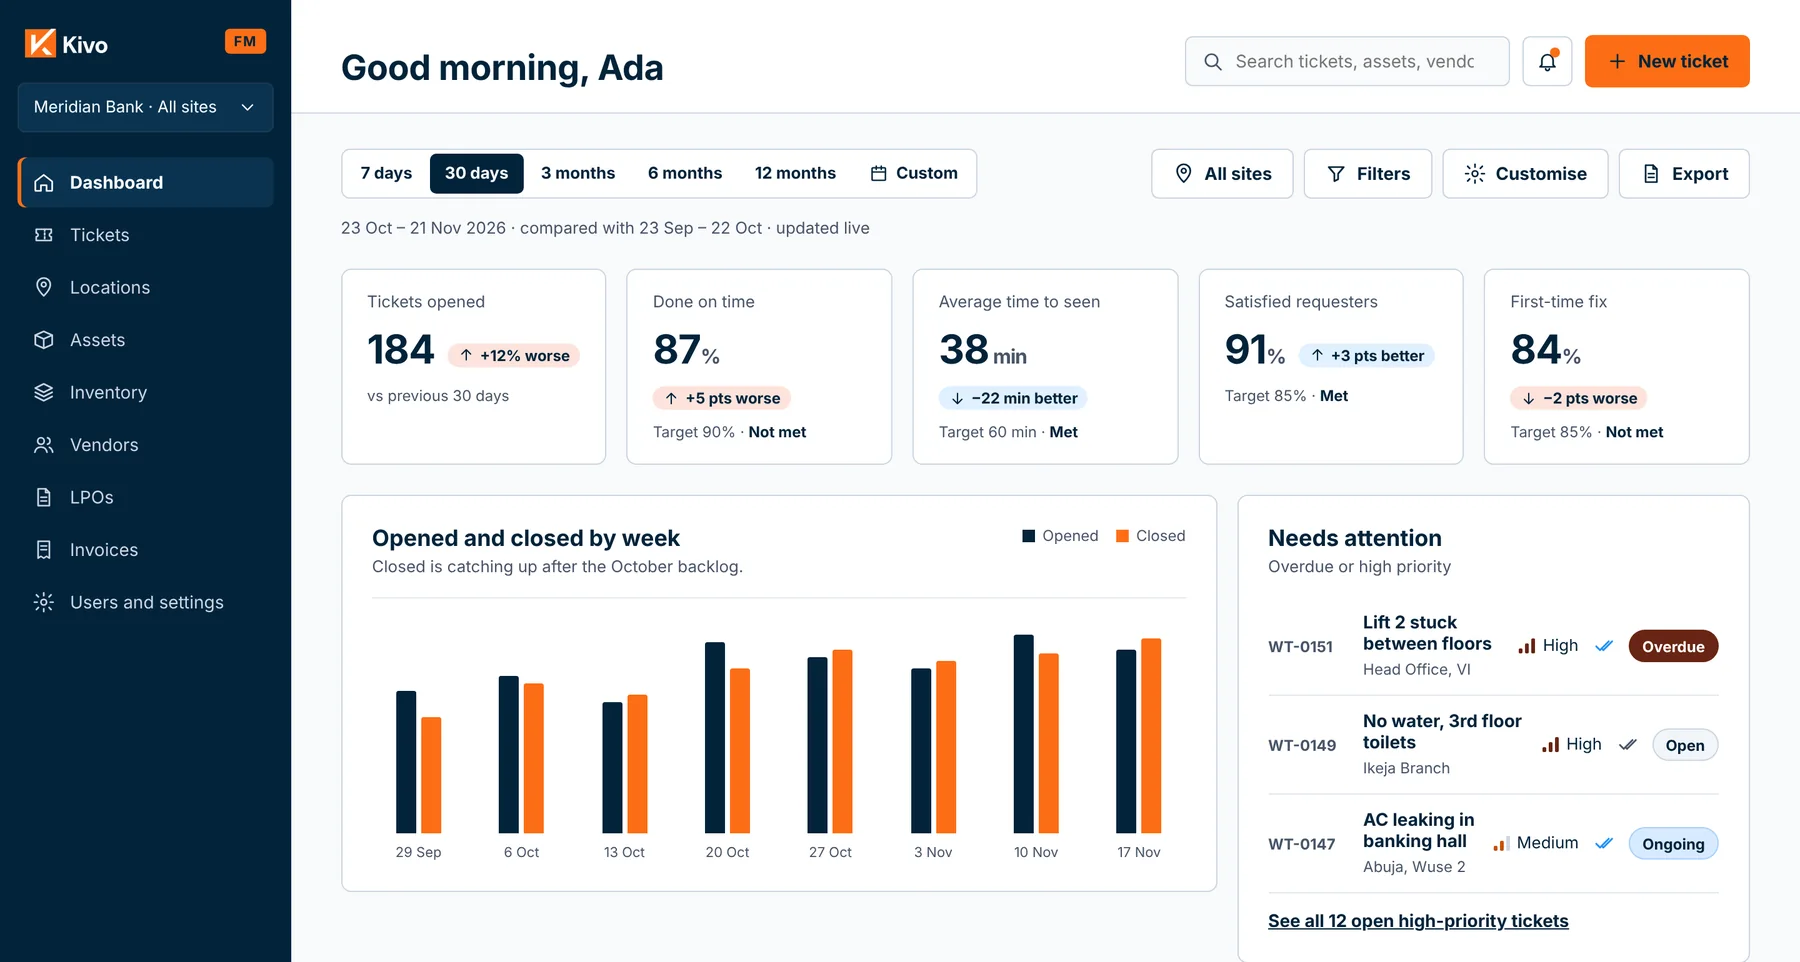 Kivo
FM
Meridian Bank · All sites
Dashboard
Tickets
Locations
Assets
Inventory
Vendors
LPOs
Invoices
Users and settings
Good morning, Ada
Search tickets, assets, vendc
New ticket
7 days
30 days
3 months
6 months
12 months
Custom
All sites
Filters
Customise
Export
23 Oct – 21 Nov 2026 · compared with 23 Sep – 22 Oct · updated live
Tickets opened
184 ↑ +12% worse
vs previous 30 days
Done on time
87%
↑ +5 pts worse
Target 90% · Not met
Average time to seen
38 min
↓ −22 min better
Target 60 min · Met
Satisfied requesters
91% ↑ +3 pts better
Target 85% · Met
First-time fix
84%
↓ −2 pts worse
Target 85% · Not met
Opened and closed by week
Closed is catching up after the October backlog.
Opened
Closed
29 Sep
6 Oct
13 Oct
20 Oct
27 Oct
3 Nov
10 Nov
17 Nov
Needs attention
Overdue or high priority
WT-0151
Lift 2 stuck
between floors
Head Office, VI
High
Overdue
WT-0149
No water, 3rd floor
toilets
Ikeja Branch
High
Open
WT-0147
AC leaking in
banking hall
Abuja, Wuse 2
Medium
Ongoing
See all 12 open high-priority tickets